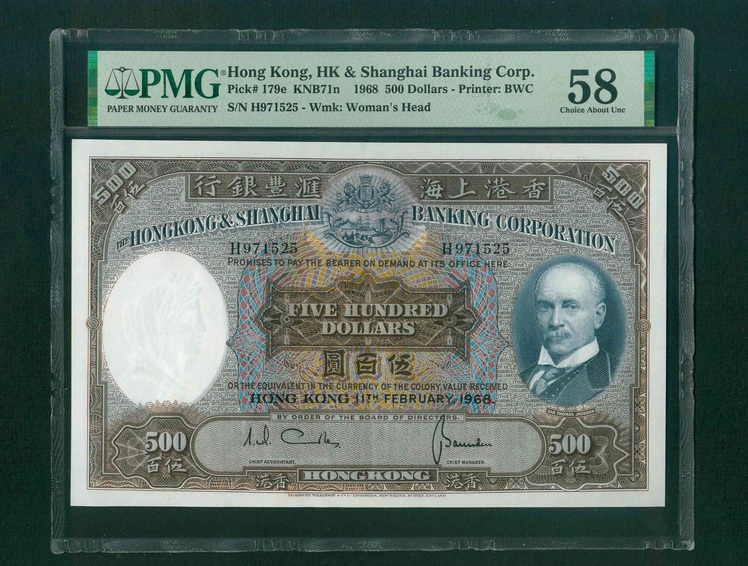 PMG
PAPER MONEY GUARANTY
Hong Kong, HK & Shanghai Banking Corp.
Pick# 179e KNB71n 1968 500 Dollars - Printer: BWC
S/N H971525 - Wmk: Woman's Head
58
Choice About Unc
500
伍百
行銀豐滙 海上港香
500
伍百
THE HONGKONG & SHANGHAI BANKING CORPORATION
H971525 H971525
PROMISES TO PAY THE BEARER ON DEMAND AT ITS OFFICE HERE
FIVE HUNDRED
DOLLARS
圓百伍
OR THE EQUIVALENT IN THE CURRENCY OF THE COLONY, VALUE RECEIVED
HONG KONG 11TH FEBRUARY, 1968.
BY ORDER OF THE BOARD OF DIRECTORS.
500
百伍
CHIEF ACCOUNTANT. CHIEF MANAGER.
500
百伍
港香 HONGKONG 港香